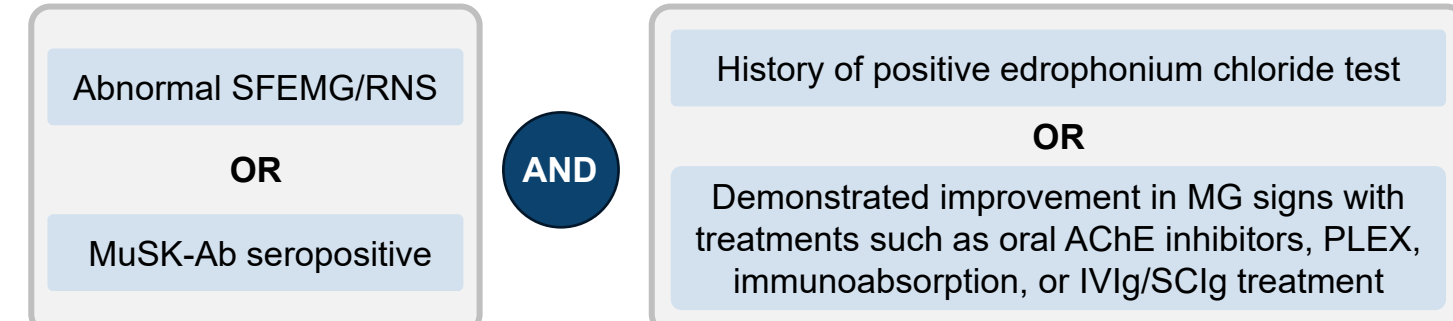 Abnormal SFEMG/RNS
OR
MuSK-Ab seropositive
AND
History of positive edrophonium chloride test
OR
Demonstrated improvement in MG signs with
treatments such as oral AChE inhibitors, PLEX,
immunoabsorption, or IVIg/SCIg treatment